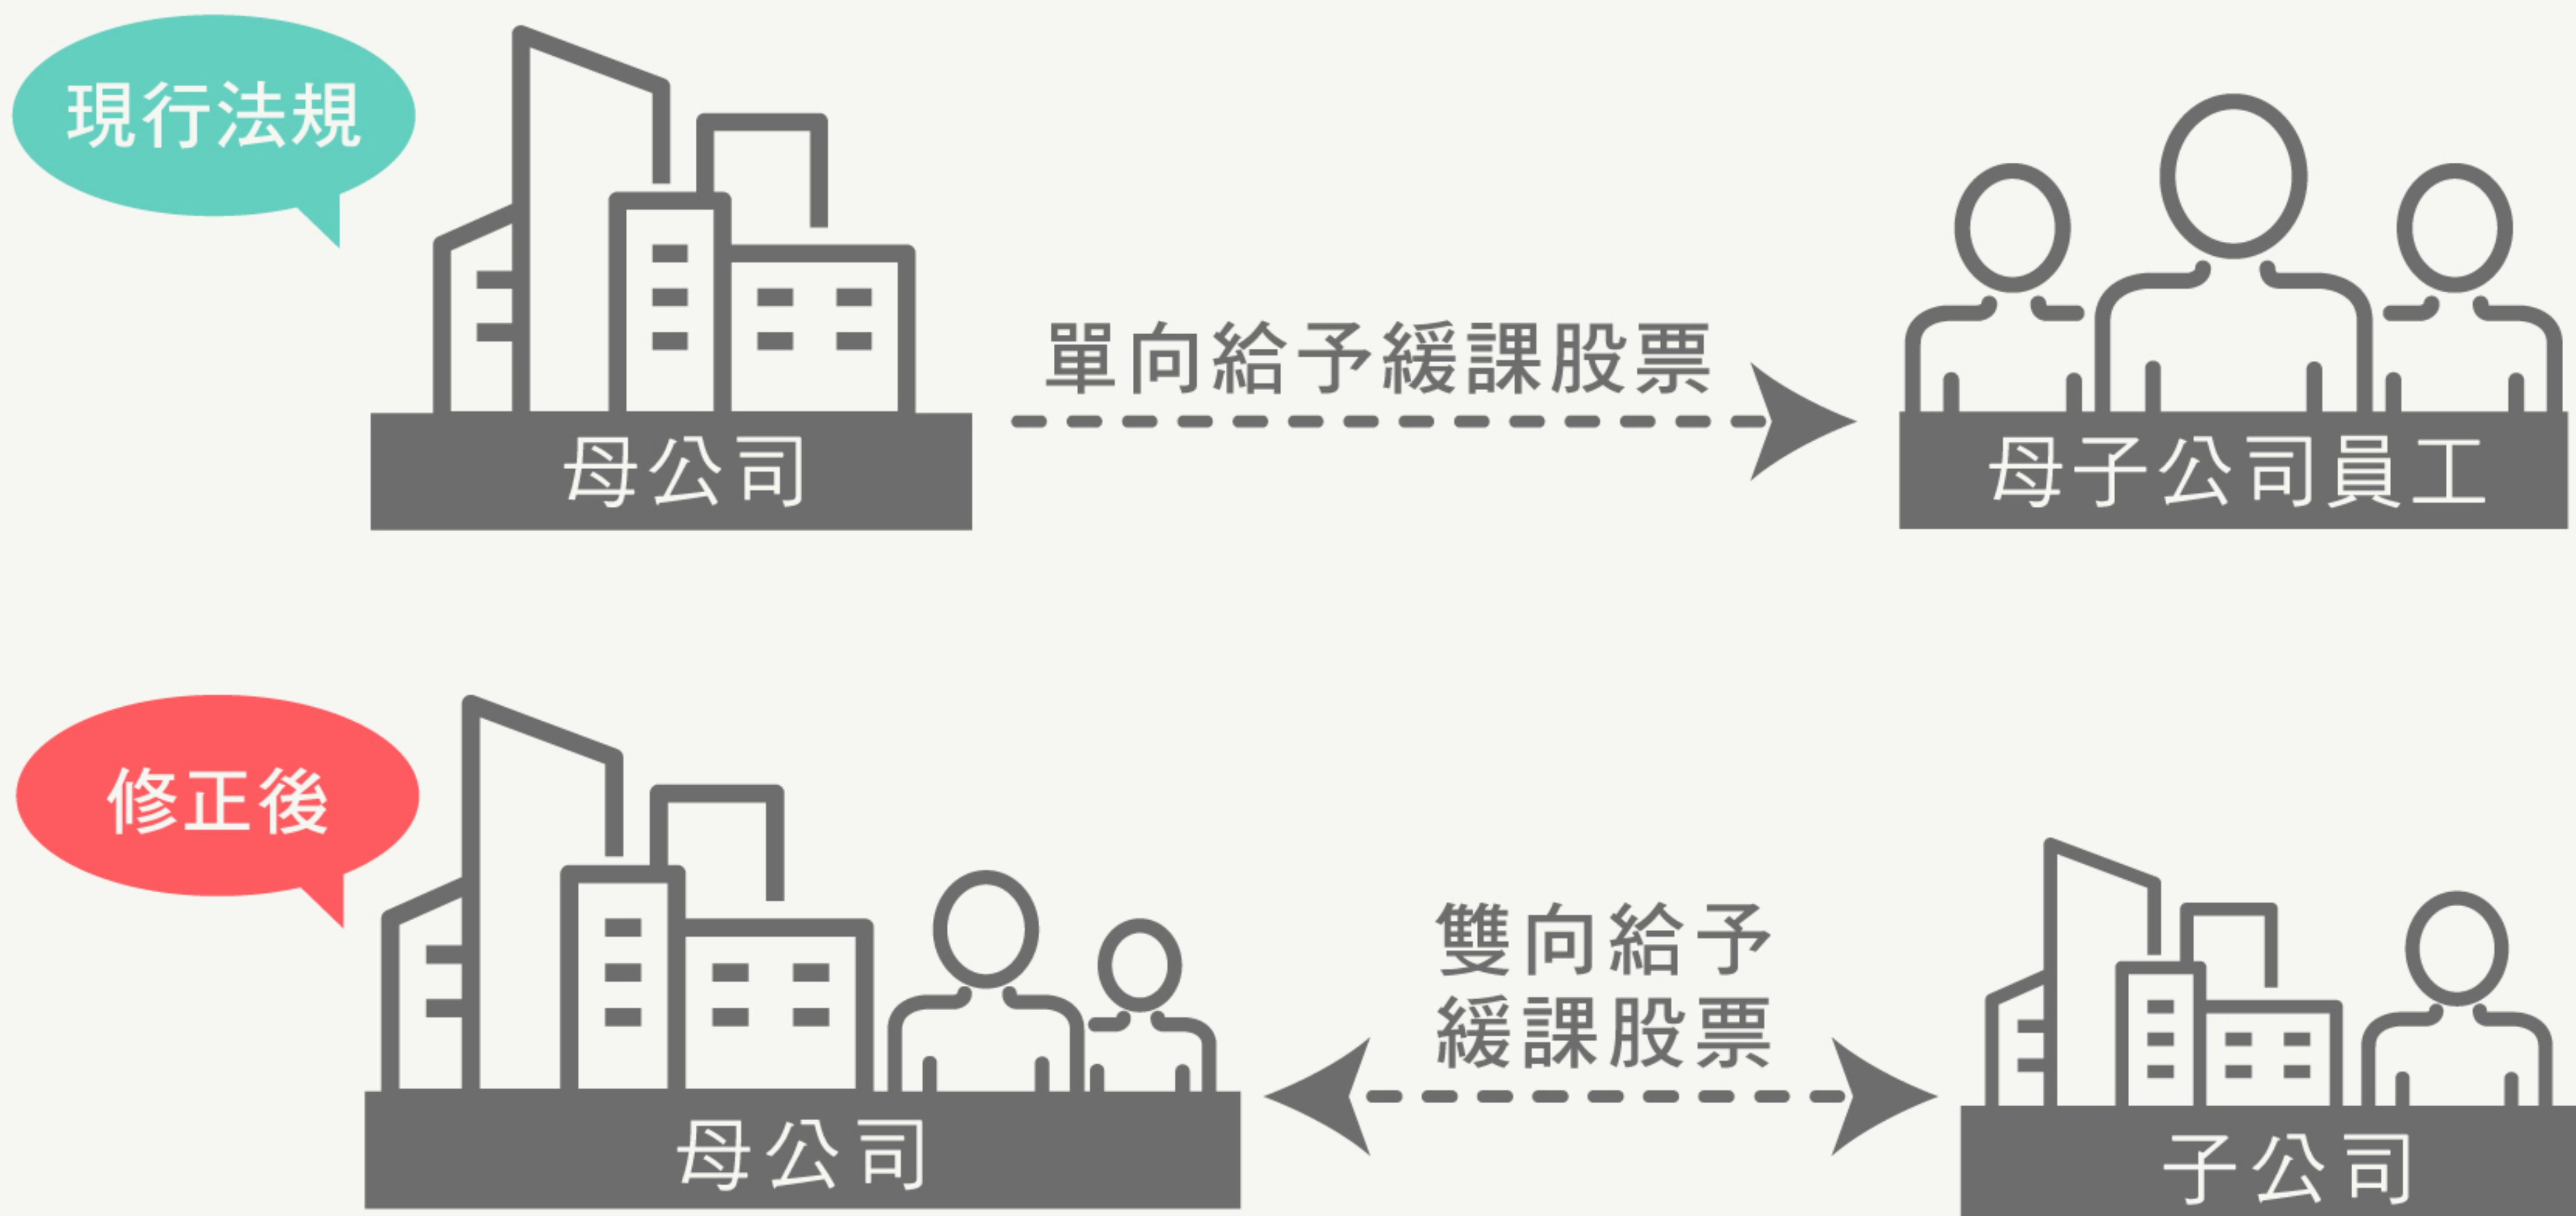 現行法規
單向給予緩課股票
母公司
母子公司員工
修正後
雙向給予
緩課股票
母公司
子公司